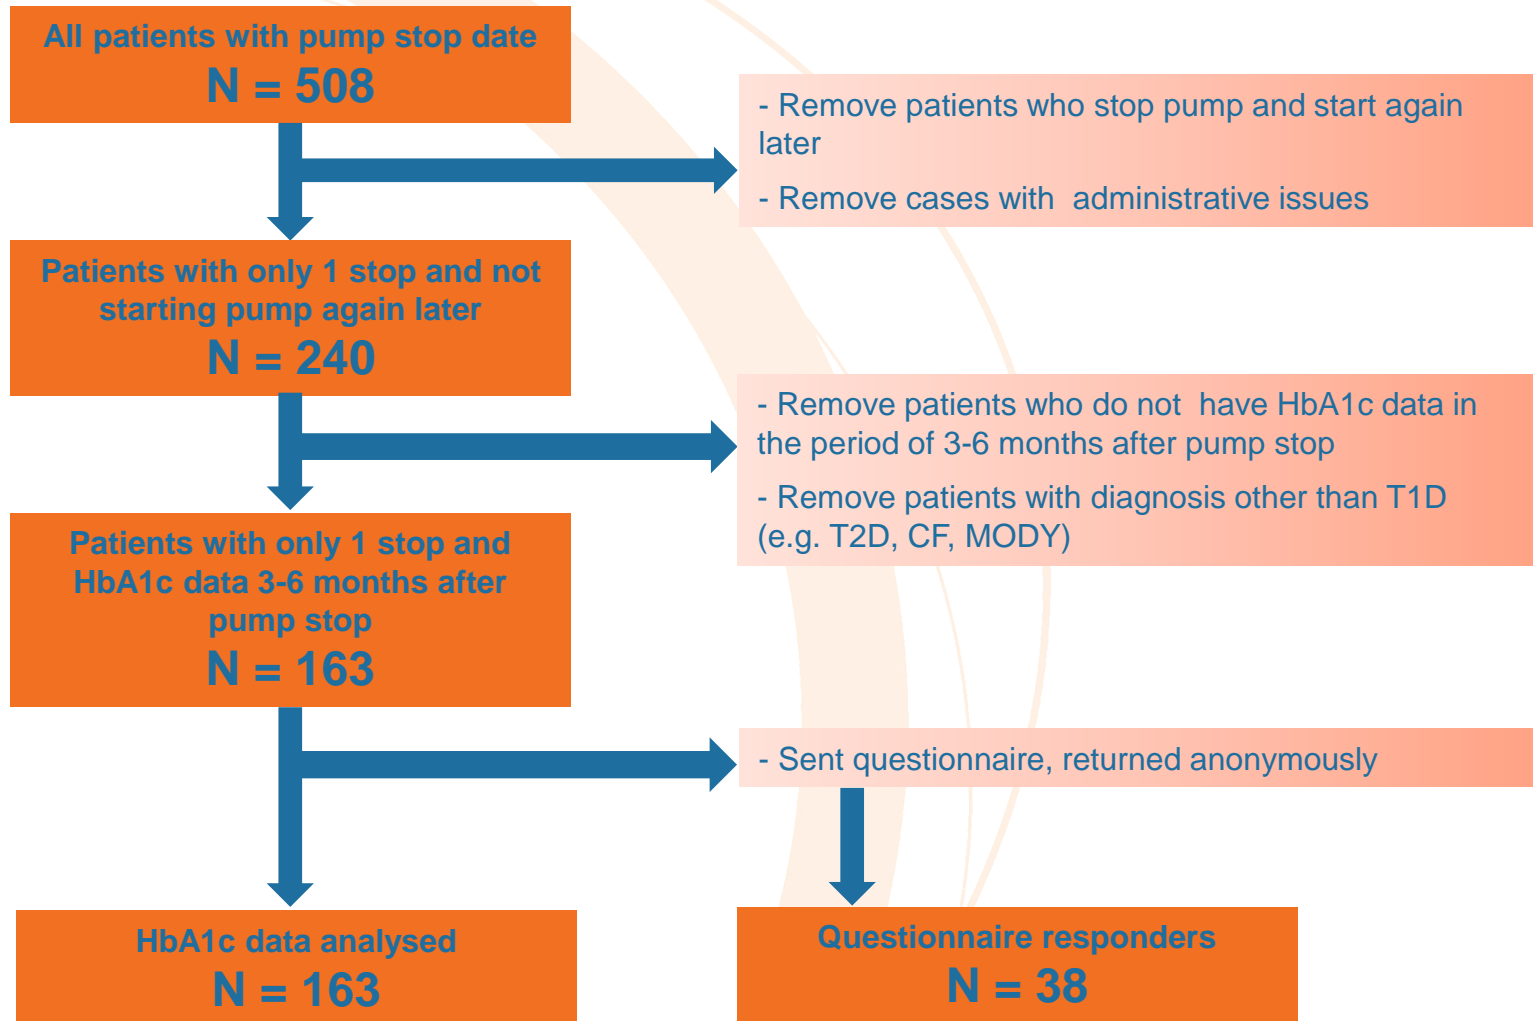 All patients with pump stop date
N = 508
- Remove patients who stop pump and start again
later
- Remove cases with  administrative issues
Patients with only 1 stop and not
starting pump again later
N = 240
- Remove patients who do not  have HbA1c data in
the period of 3-6 months after pump stop
- Remove patients with diagnosis other than T1D
(e.g. T2D, CF, MODY)
Patients with only 1 stop and
HbA1c data 3-6 months after
pump stop
N = 163
- Sent questionnaire, returned anonymously
HbA1c data analysed
N = 163
Questionnaire responders
N = 38